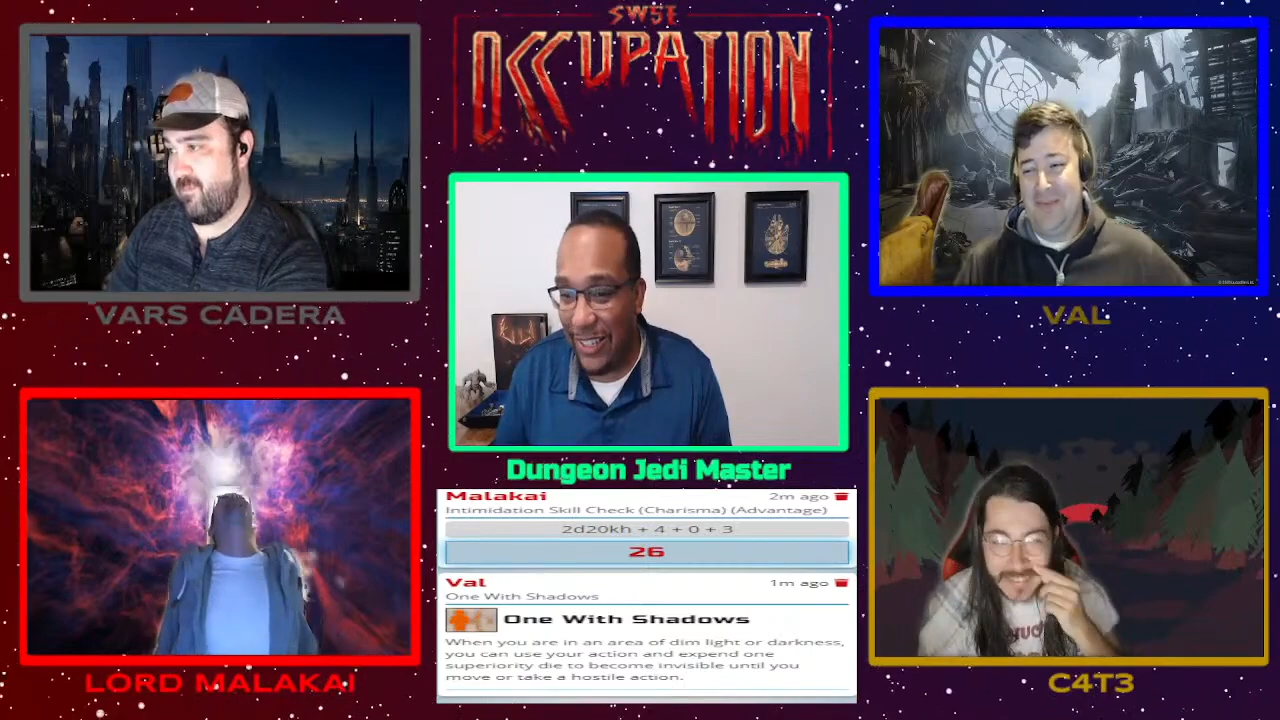 SW5E
OCCUPATION
VARS CADERA
VAL
Dungeon Jedi Master
Malakai 2m ago
Intimidation Skill Check (Charisma) (Advantage)
2d20kh + 4 + 0 + 3
26
Val 1m ago
One With Shadows
One With Shadows
When you are in an area of dim light or darkness,
you can use your action and expend one
superiority die to become invisible until you
move or take a hostile action.
LORD MALAKAI
C4T3